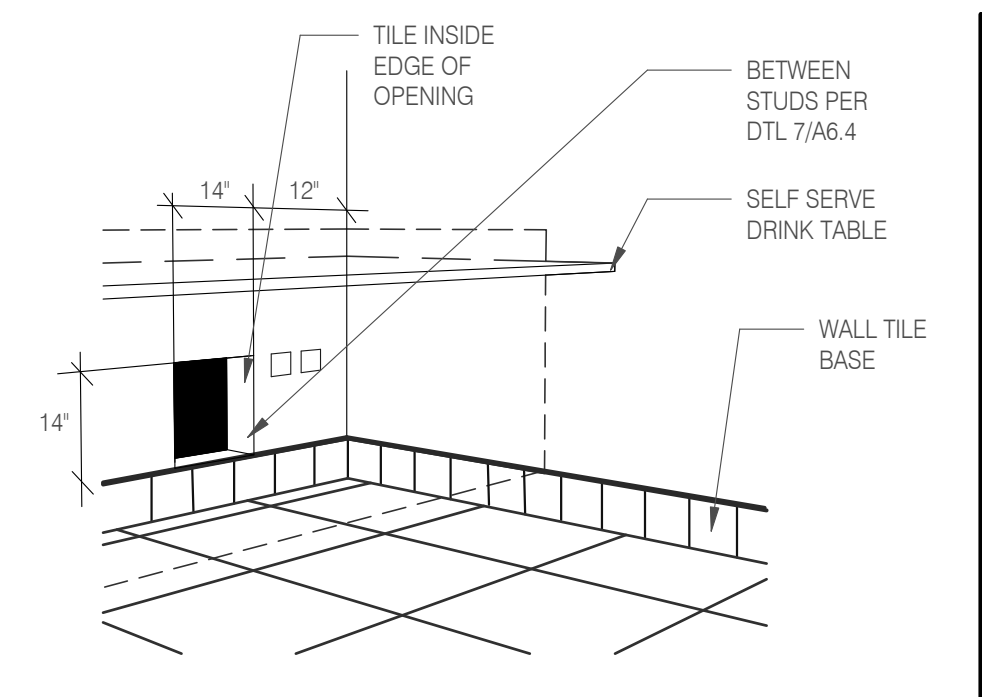 TILE INSIDE
EDGE OF
OPENING
BETWEEN
STUDS PER
DTL 7/A6.4
14"
12"
SELF SERVE
DRINK TABLE
WALL TILE
BASE
14"